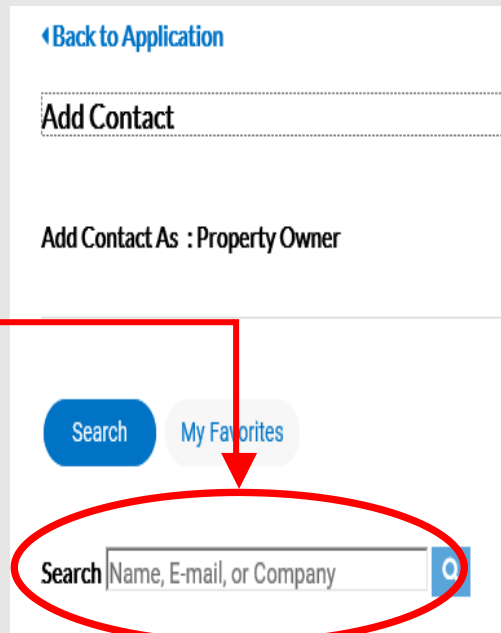 Back to Application
Add Contact
Add Contact As : Property Owner
Search My Favorites
Search Name, E-mail, or Company